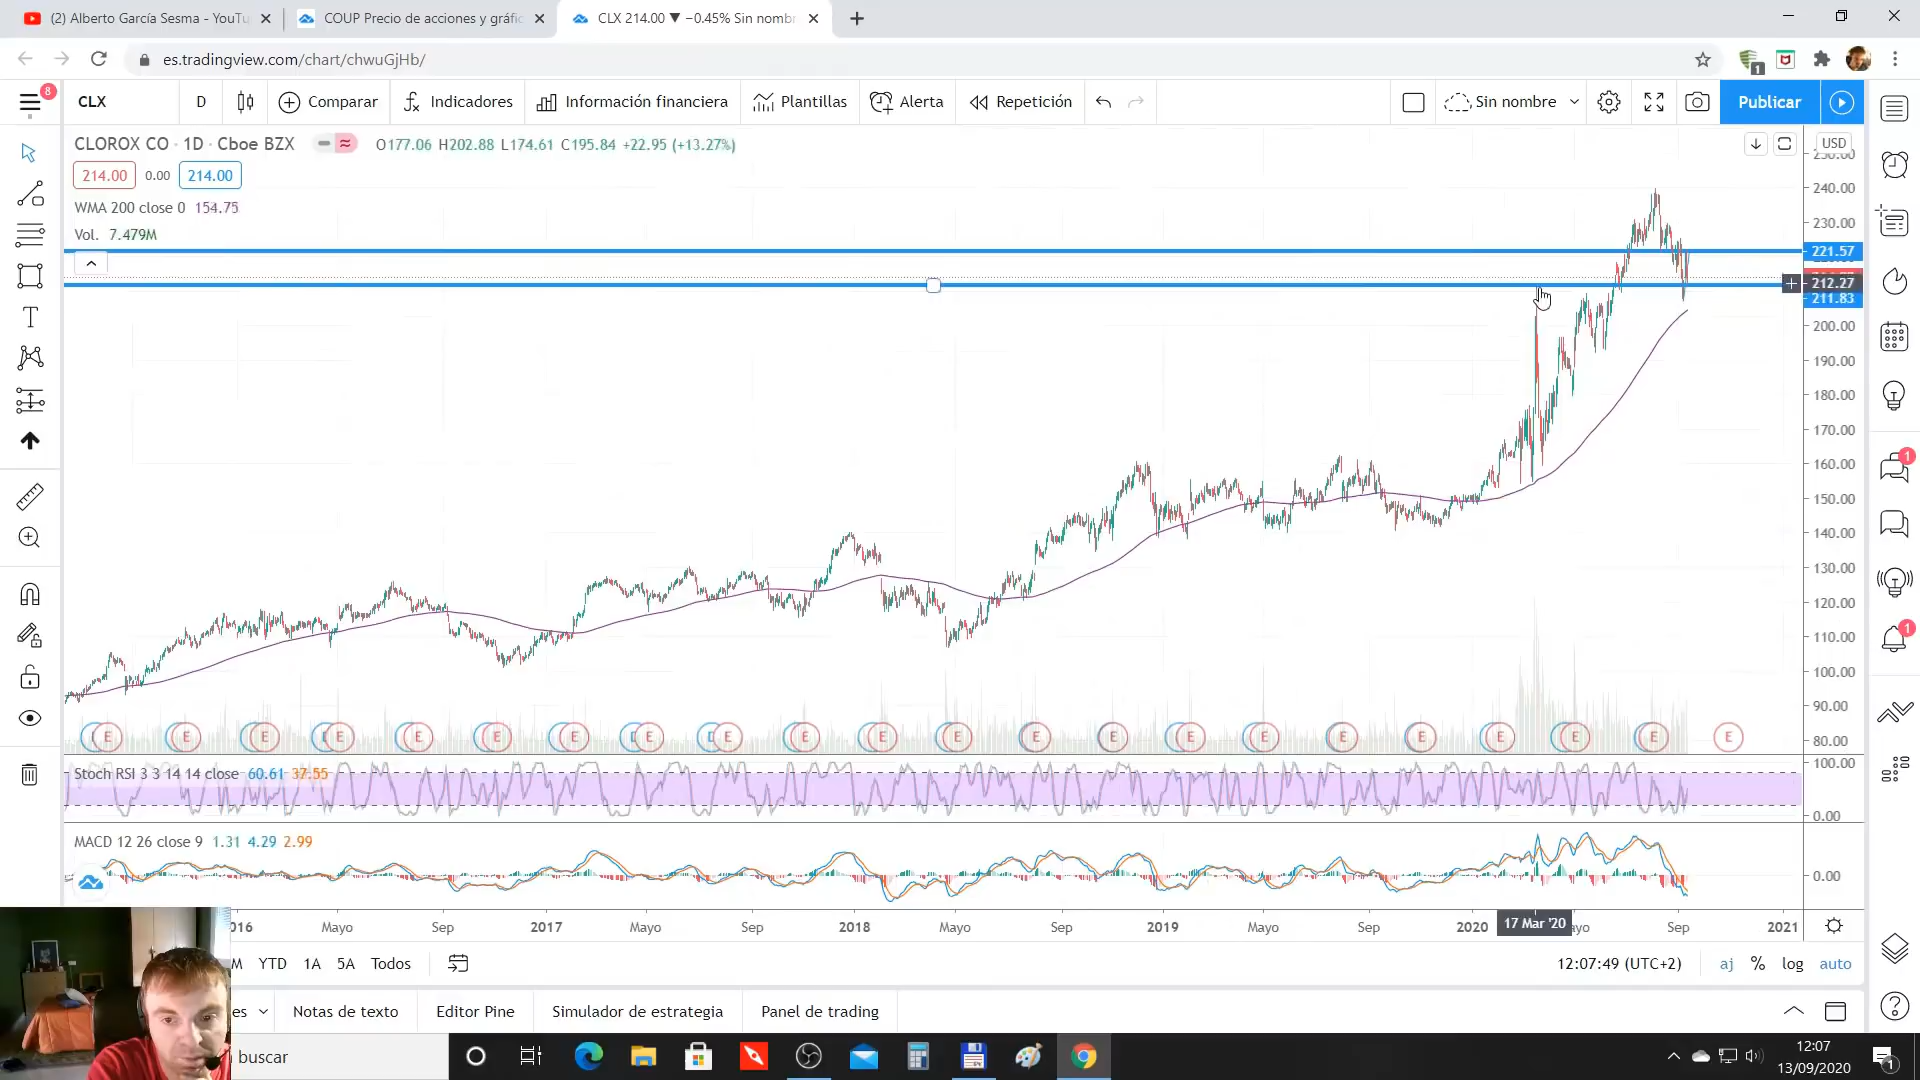 (2) Alberto García Sesma - YouTu
COUP Precio de acciones y gráfic
CLX 214.00 ▼ −0.45% Sin nombr
es.tradingview.com/chart/chwuGjHb/
8
CLX
D
Comparar
Indicadores
Información financiera
Plantillas
Alerta
Repetición
Sin nombre
Publicar
CLOROX CO · 1D · Cboe BZX
O177.06 H202.88 L174.61 C195.84 +22.95 (+13.27%)
USD
214.00
0.00
214.00
WMA 200 close 0 154.75
Vol. 7.479M
240.00
230.00
221.57
212.27
211.83
200.00
190.00
180.00
170.00
160.00
150.00
140.00
130.00
120.00
110.00
100.00
90.00
80.00
E E E E E E E E E E E E E E E E E E E E E E
Stoch RSI 3 3 14 14 close 60.61 37.55
100.00
0.00
MACD 12 26 close 9 1.31 4.29 2.99
0.00
016 Mayo Sep 2017 Mayo Sep 2018 Mayo Sep 2019 Mayo Sep 2020 17 Mar '20 yo Sep 2021
M YTD 1A 5A Todos
12:07:49 (UTC+2)
aj % log auto
es
Notas de texto
Editor Pine
Simulador de estrategia
Panel de trading
buscar
12:07
13/09/2020
1